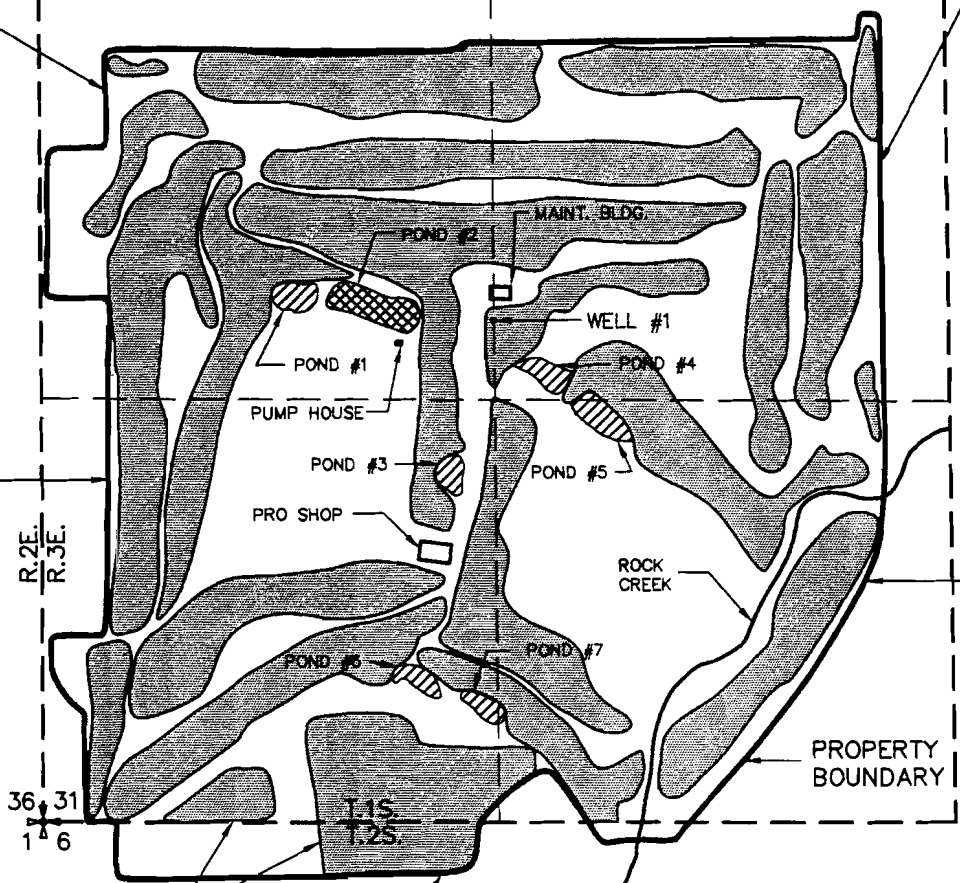 MAINT. BLDG.
POND #2
WELL #1
POND #1
POND #4
PUMP HOUSE
POND #3
POND #5
PRO SHOP
R.2E.
R.3E.
ROCK
CREEK
POND #6
POND #7
PROPERTY
BOUNDARY
36 31
1 6
T.1S.
T.2S.